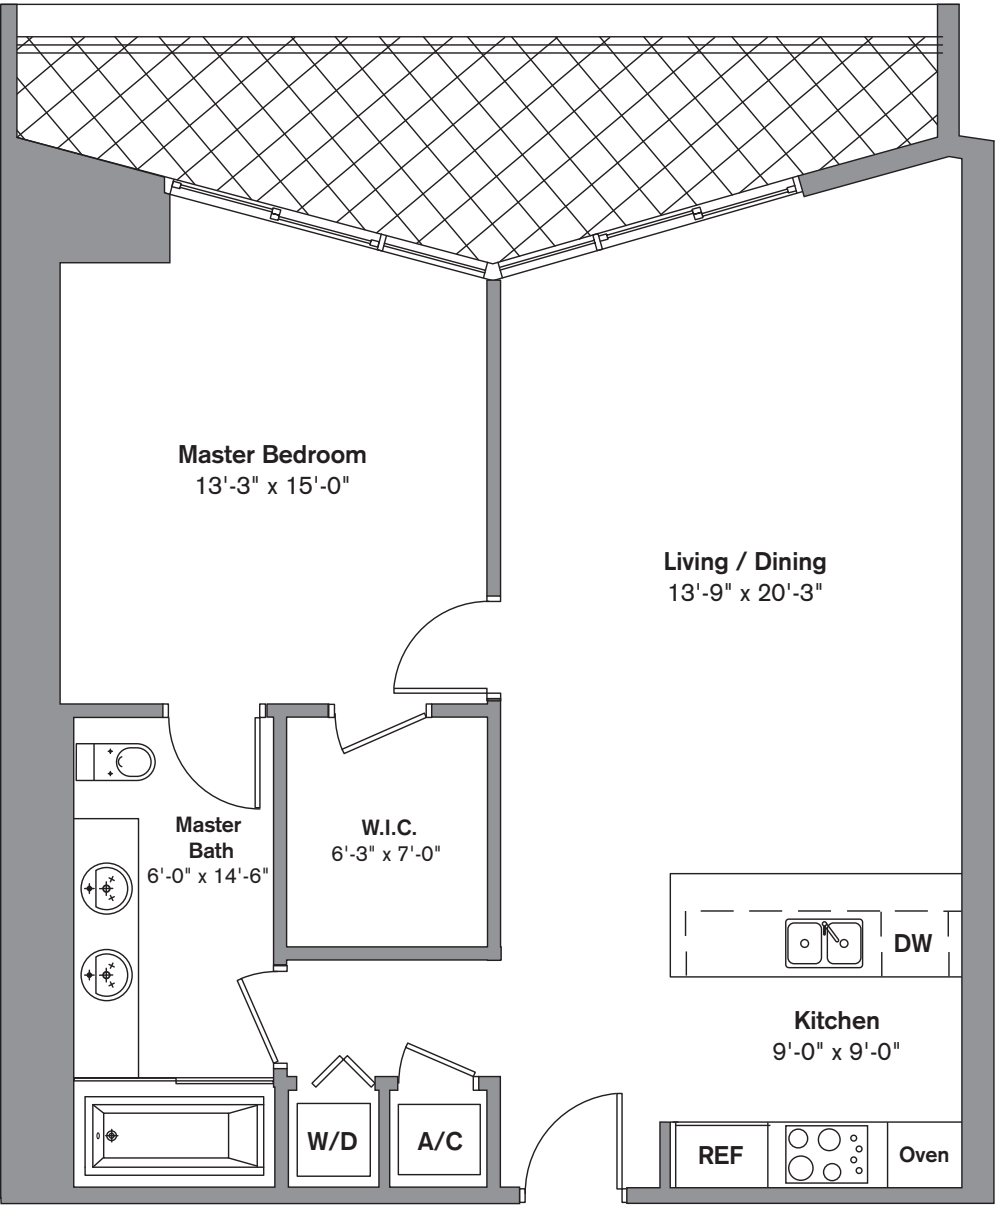 Master Bedroom
13'-3" x 15'-0"
Living / Dining
13'-9" x 20'-3"
Master
Bath
6'-0" x 14'-6"
W.I.C.
6'-3" x 7'-0"
DW
Kitchen
9'-0" x 9'-0"
W/D
A/C
REF
Oven